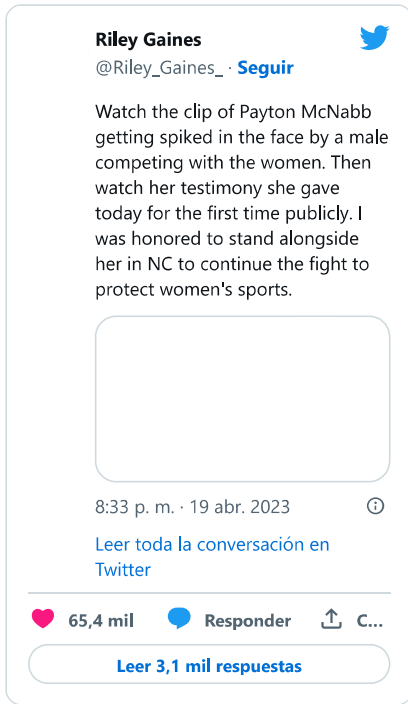 Riley Gaines
@Riley_Gaines_ · Seguir
Watch the clip of Payton McNabb
getting spiked in the face by a male
competing with the women. Then
watch her testimony she gave
today for the first time publicly. I
was honored to stand alongside
her in NC to continue the fight to
protect women's sports.
8:33 p. m. · 19 abr. 2023
Leer toda la conversación en
Twitter
65,4 mil Responder C...
Leer 3,1 mil respuestas